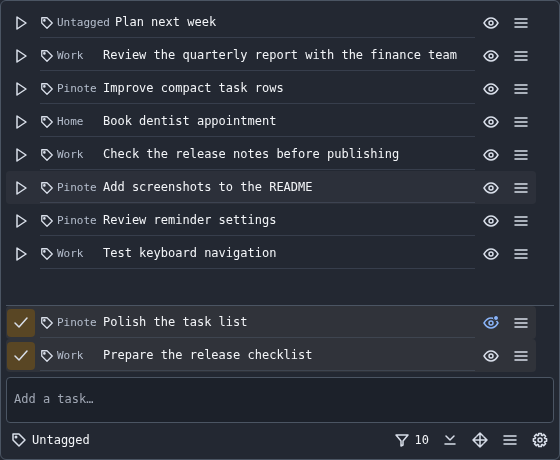 Untagged Plan next week
Work Review the quarterly report with the finance team
Pinote Improve compact task rows
Home Book dentist appointment
Work Check the release notes before publishing
Pinote Add screenshots to the README
Pinote Review reminder settings
Work Test keyboard navigation
Pinote Polish the task list
Work Prepare the release checklist
Add a task…
Untagged 10